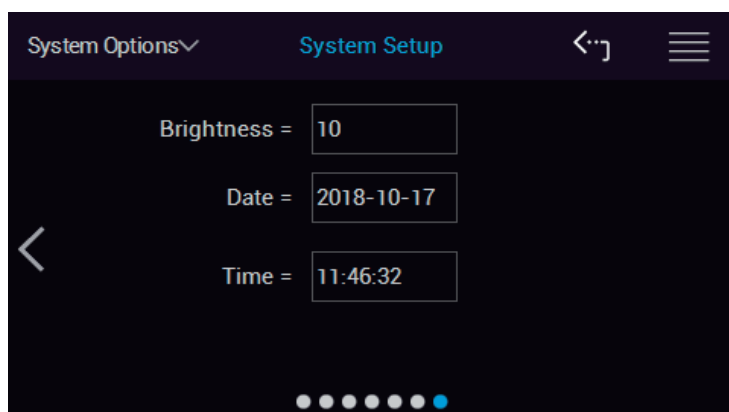 System Options System Setup
Brightness = 10
Date = 2018-10-17
Time = 11:46:32